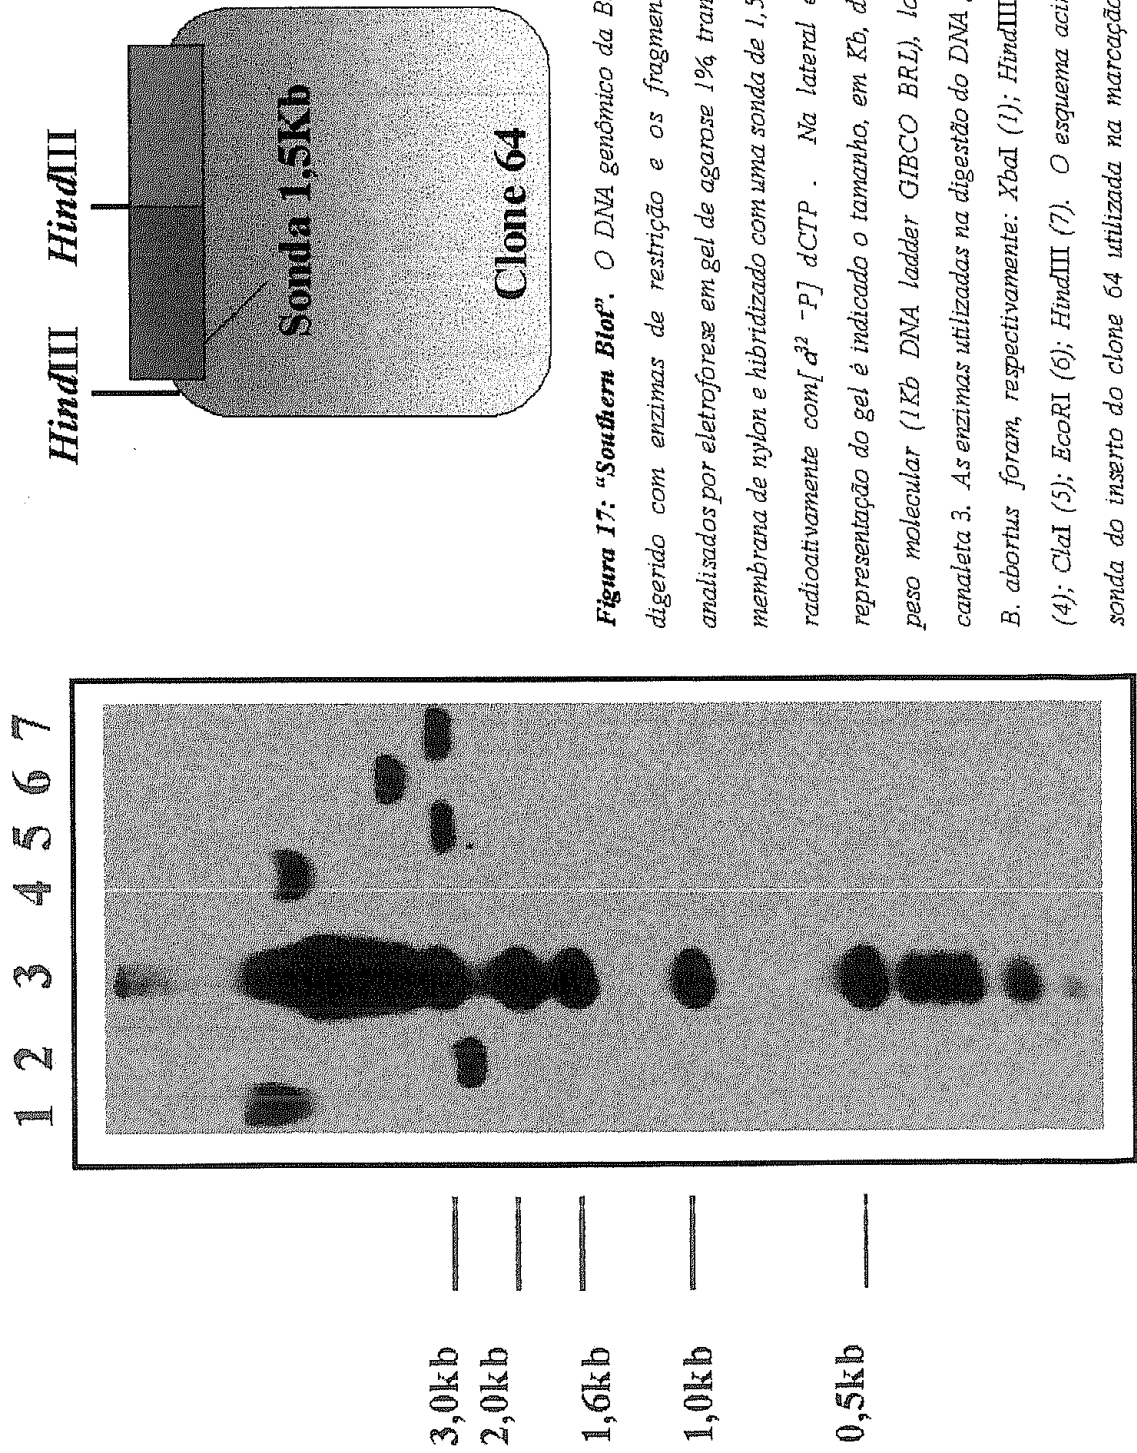 1 2 3 4 5 6 7
3,0kb
2,0kb
1,6kb
1,0kb
0,5kb
HindIII HindIII
Sonda 1,5Kb
Clone 64
Figura 17: "Southern Blot". O DNA genômico da B.
digerido com enzimas de restrição e os
analisados por eletroforese em gel de agarose 1%,
membrana de nylon e hibridizado com uma sonda de 1,5
radioativamente com [α³² -P] dCTP . Na lateral
representação do gel é indicado o tamanho, em Kb,
peso molecular (1Kb DNA ladder GIBCO BRL),
canaleta 3. As enzimas utilizadas na digestão do DNA
B. abortus foram, respectivamente: XbaI (1); HindIII
(4); ClaI (5); EcoRI (6); HindIII (7). O esquema
sonda do inserto do clone 64 utilizada na marcação